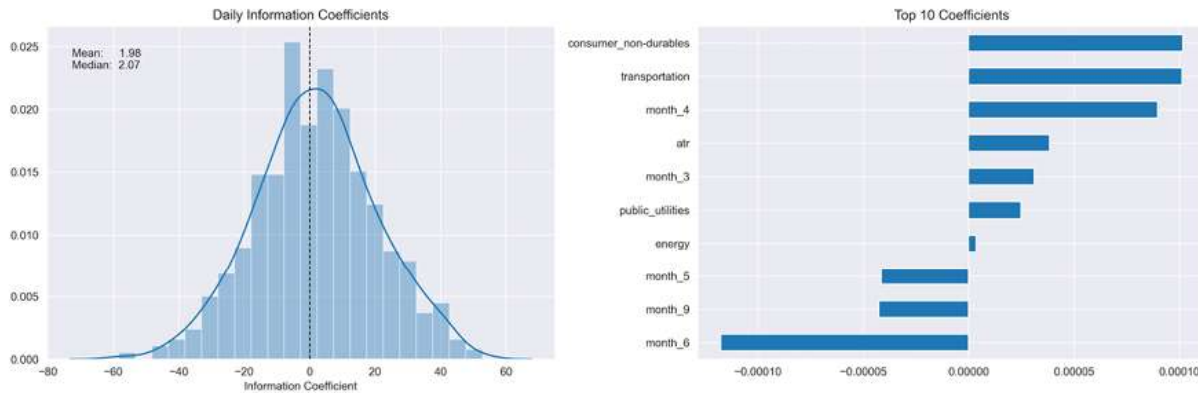 Daily Information Coefficients
0.025
0.020
0.015
0.010
0.005
0.000
Mean: 1.98
Median: 2.07
−80 −60 −40 −20 0 20 40 60
Information Coefficient
Top 10 Coefficients
consumer_non-durables
transportation
month_4
atr
month_3
public_utilities
energy
month_5
month_9
month_6
−0.00010 −0.00005 0.00000 0.00005 0.00010